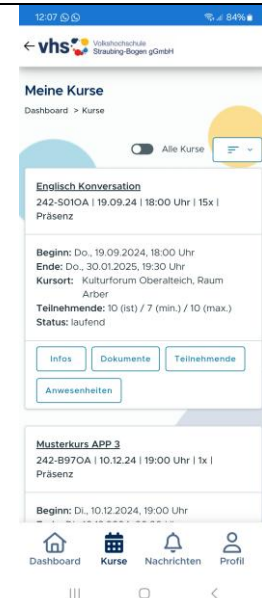 12:07
84%
← vhs Volkshochschule
Straubing-Bogen gGmbH
Meine Kurse
Dashboard > Kurse
Alle Kurse
Englisch Konversation
242-S01OA | 19.09.24 | 18:00 Uhr | 15x |
Präsenz
Beginn: Do., 19.09.2024, 18:00 Uhr
Ende: Do., 30.01.2025, 19:30 Uhr
Kursort: Kulturforum Oberalteich, Raum
Arber
Teilnehmende: 10 (ist) / 7 (min.) / 10 (max.)
Status: laufend
Infos
Dokumente
Teilnehmende
Anwesenheiten
Musterkurs APP 3
242-B97OA | 10.12.24 | 19:00 Uhr | 1x |
Präsenz
Beginn: Di., 10.12.2024, 19:00 Uhr
Dashboard
Kurse
Nachrichten
Profil